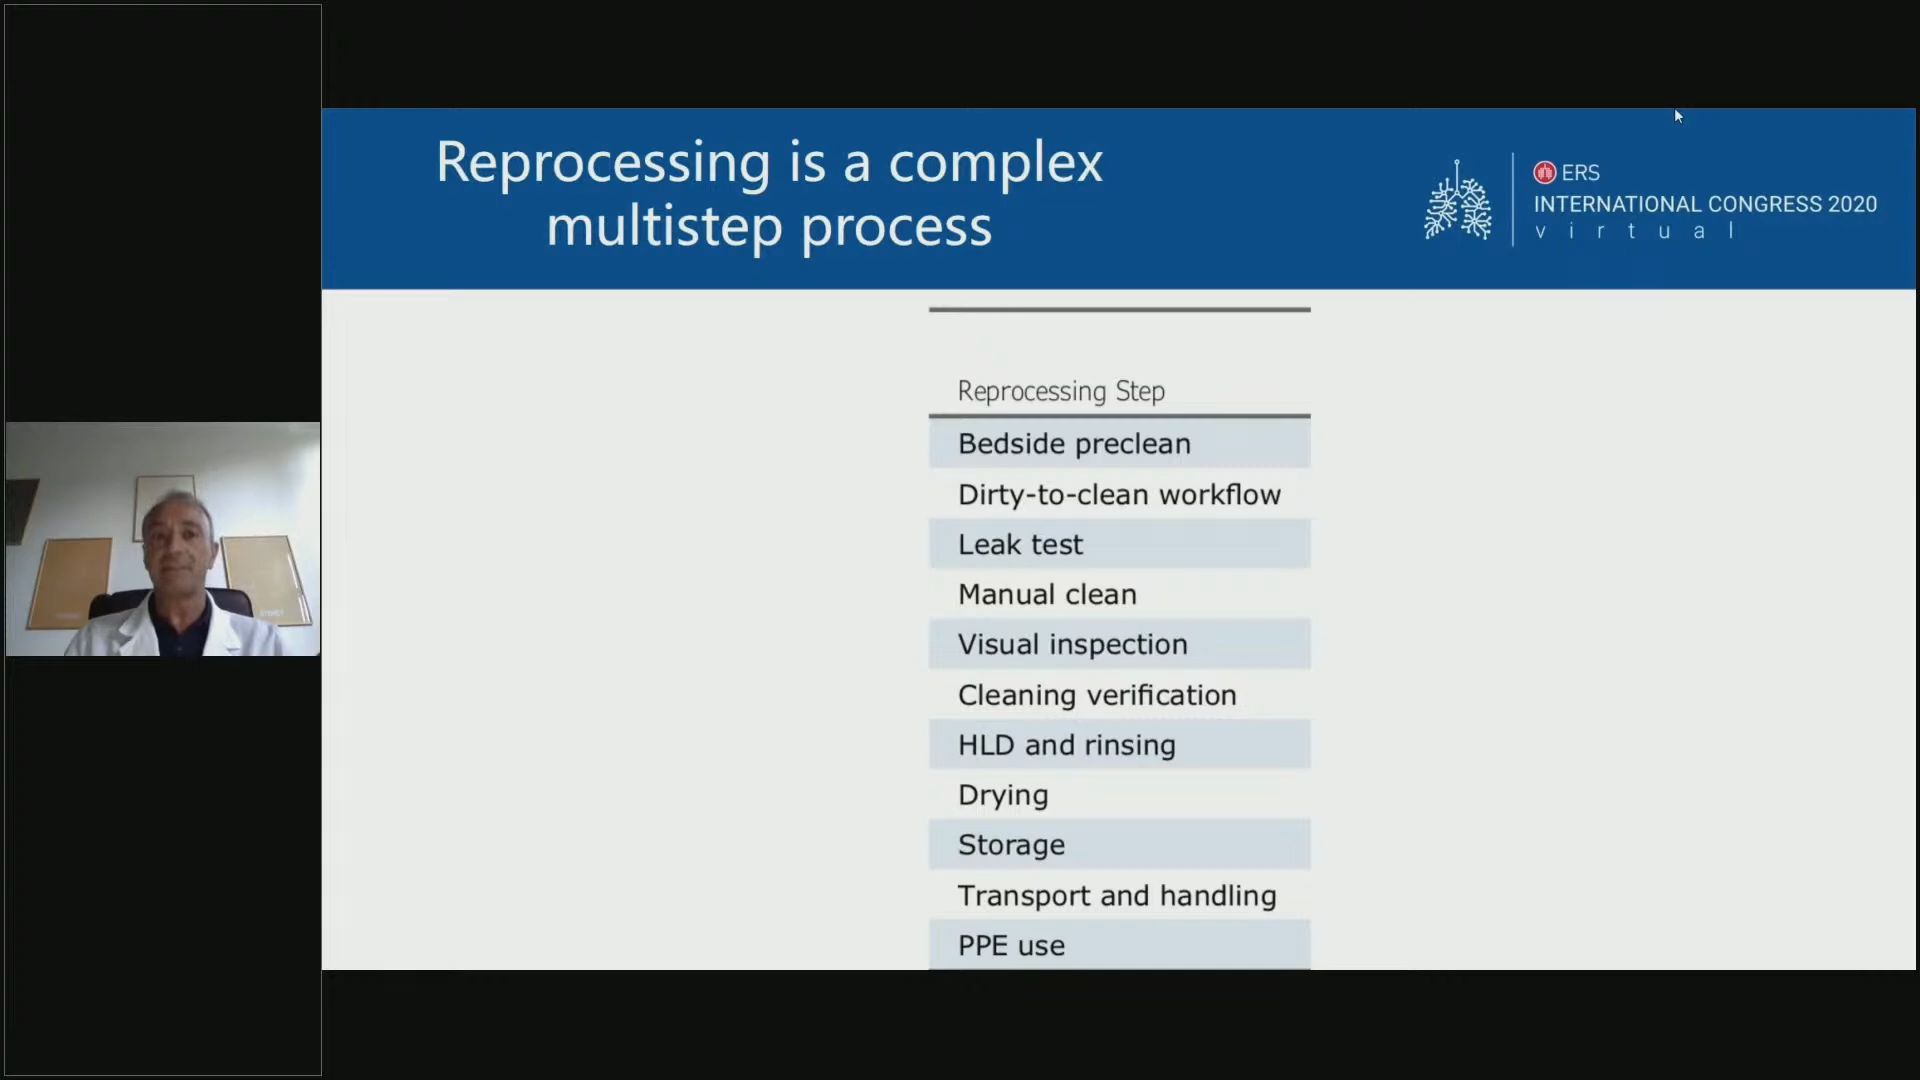 Reprocessing is a complex
multistep process
ERS
INTERNATIONAL CONGRESS 2020
virtual
Reprocessing Step
Bedside preclean
Dirty-to-clean workflow
Leak test
Manual clean
Visual inspection
Cleaning verification
HLD and rinsing
Drying
Storage
Transport and handling
PPE use